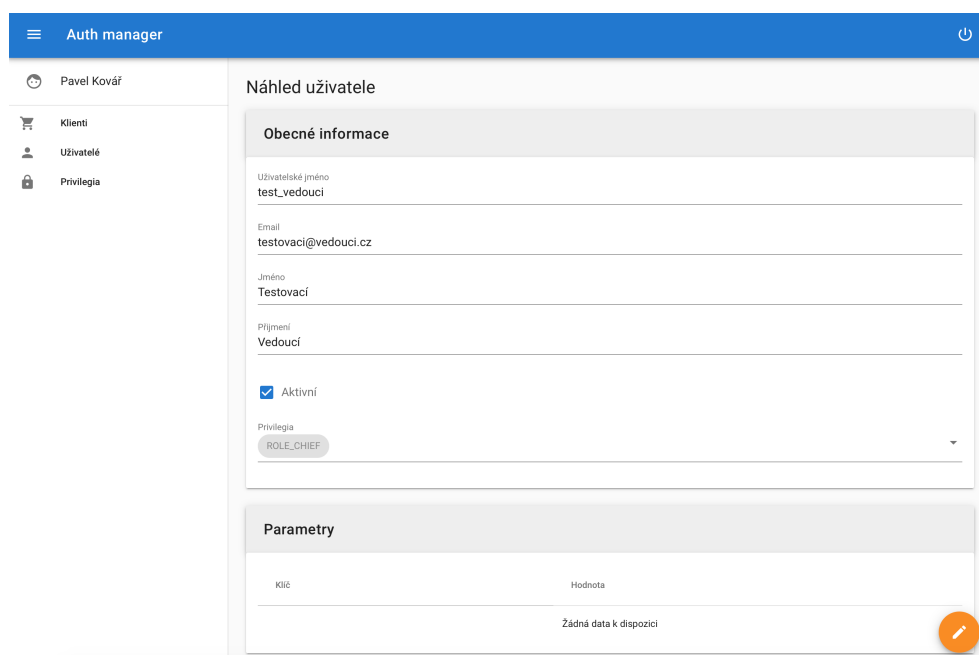 Auth manager
Pavel Kovář
Klienti
Uživatelé
Privilegia
Náhled uživatele
Obecné informace
Uživatelské jméno
test_vedouci
Email
testovaci@vedouci.cz
Jméno
Testovací
Přijmení
Vedoucí
Aktivní
Privilegia
ROLE_CHIEF
Parametry
Klíč Hodnota
Žádná data k dispozici